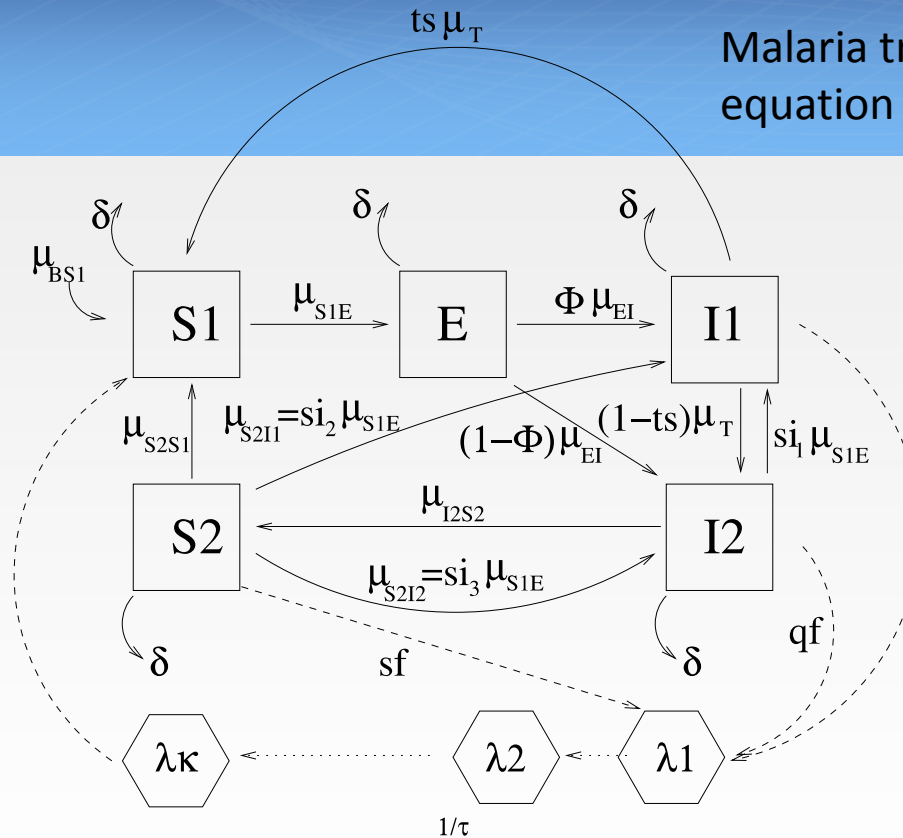 ts μ_T
Malaria tr
equation
δ
δ
δ
μ_BS1
S1
μ_S1E
E
Φ μ_EI
I1
μ_S2S1
μ_S2I1=si_2 μ_S1E
(1−Φ)μ_EI
(1−ts)μ_T
si_1 μ_S1E
S2
μ_I2S2
I2
μ_S2I2=si_3 μ_S1E
δ
sf
δ
qf
λκ
λ2
λ1
1/τ